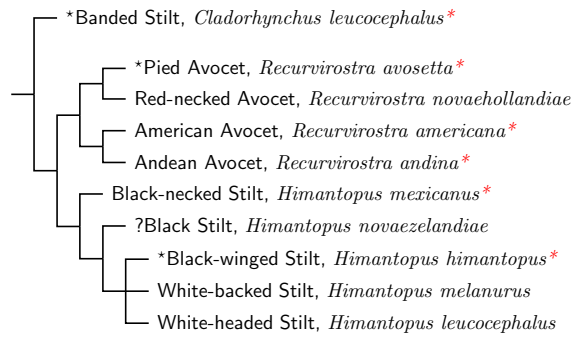 *Banded Stilt, Cladorhynchus leucocephalus*
*Pied Avocet, Recurvirostra avosetta*
Red-necked Avocet, Recurvirostra novaehollandiae
American Avocet, Recurvirostra americana*
Andean Avocet, Recurvirostra andina*
Black-necked Stilt, Himantopus mexicanus*
?Black Stilt, Himantopus novaezelandiae
*Black-winged Stilt, Himantopus himantopus*
White-backed Stilt, Himantopus melanurus
White-headed Stilt, Himantopus leucocephalus